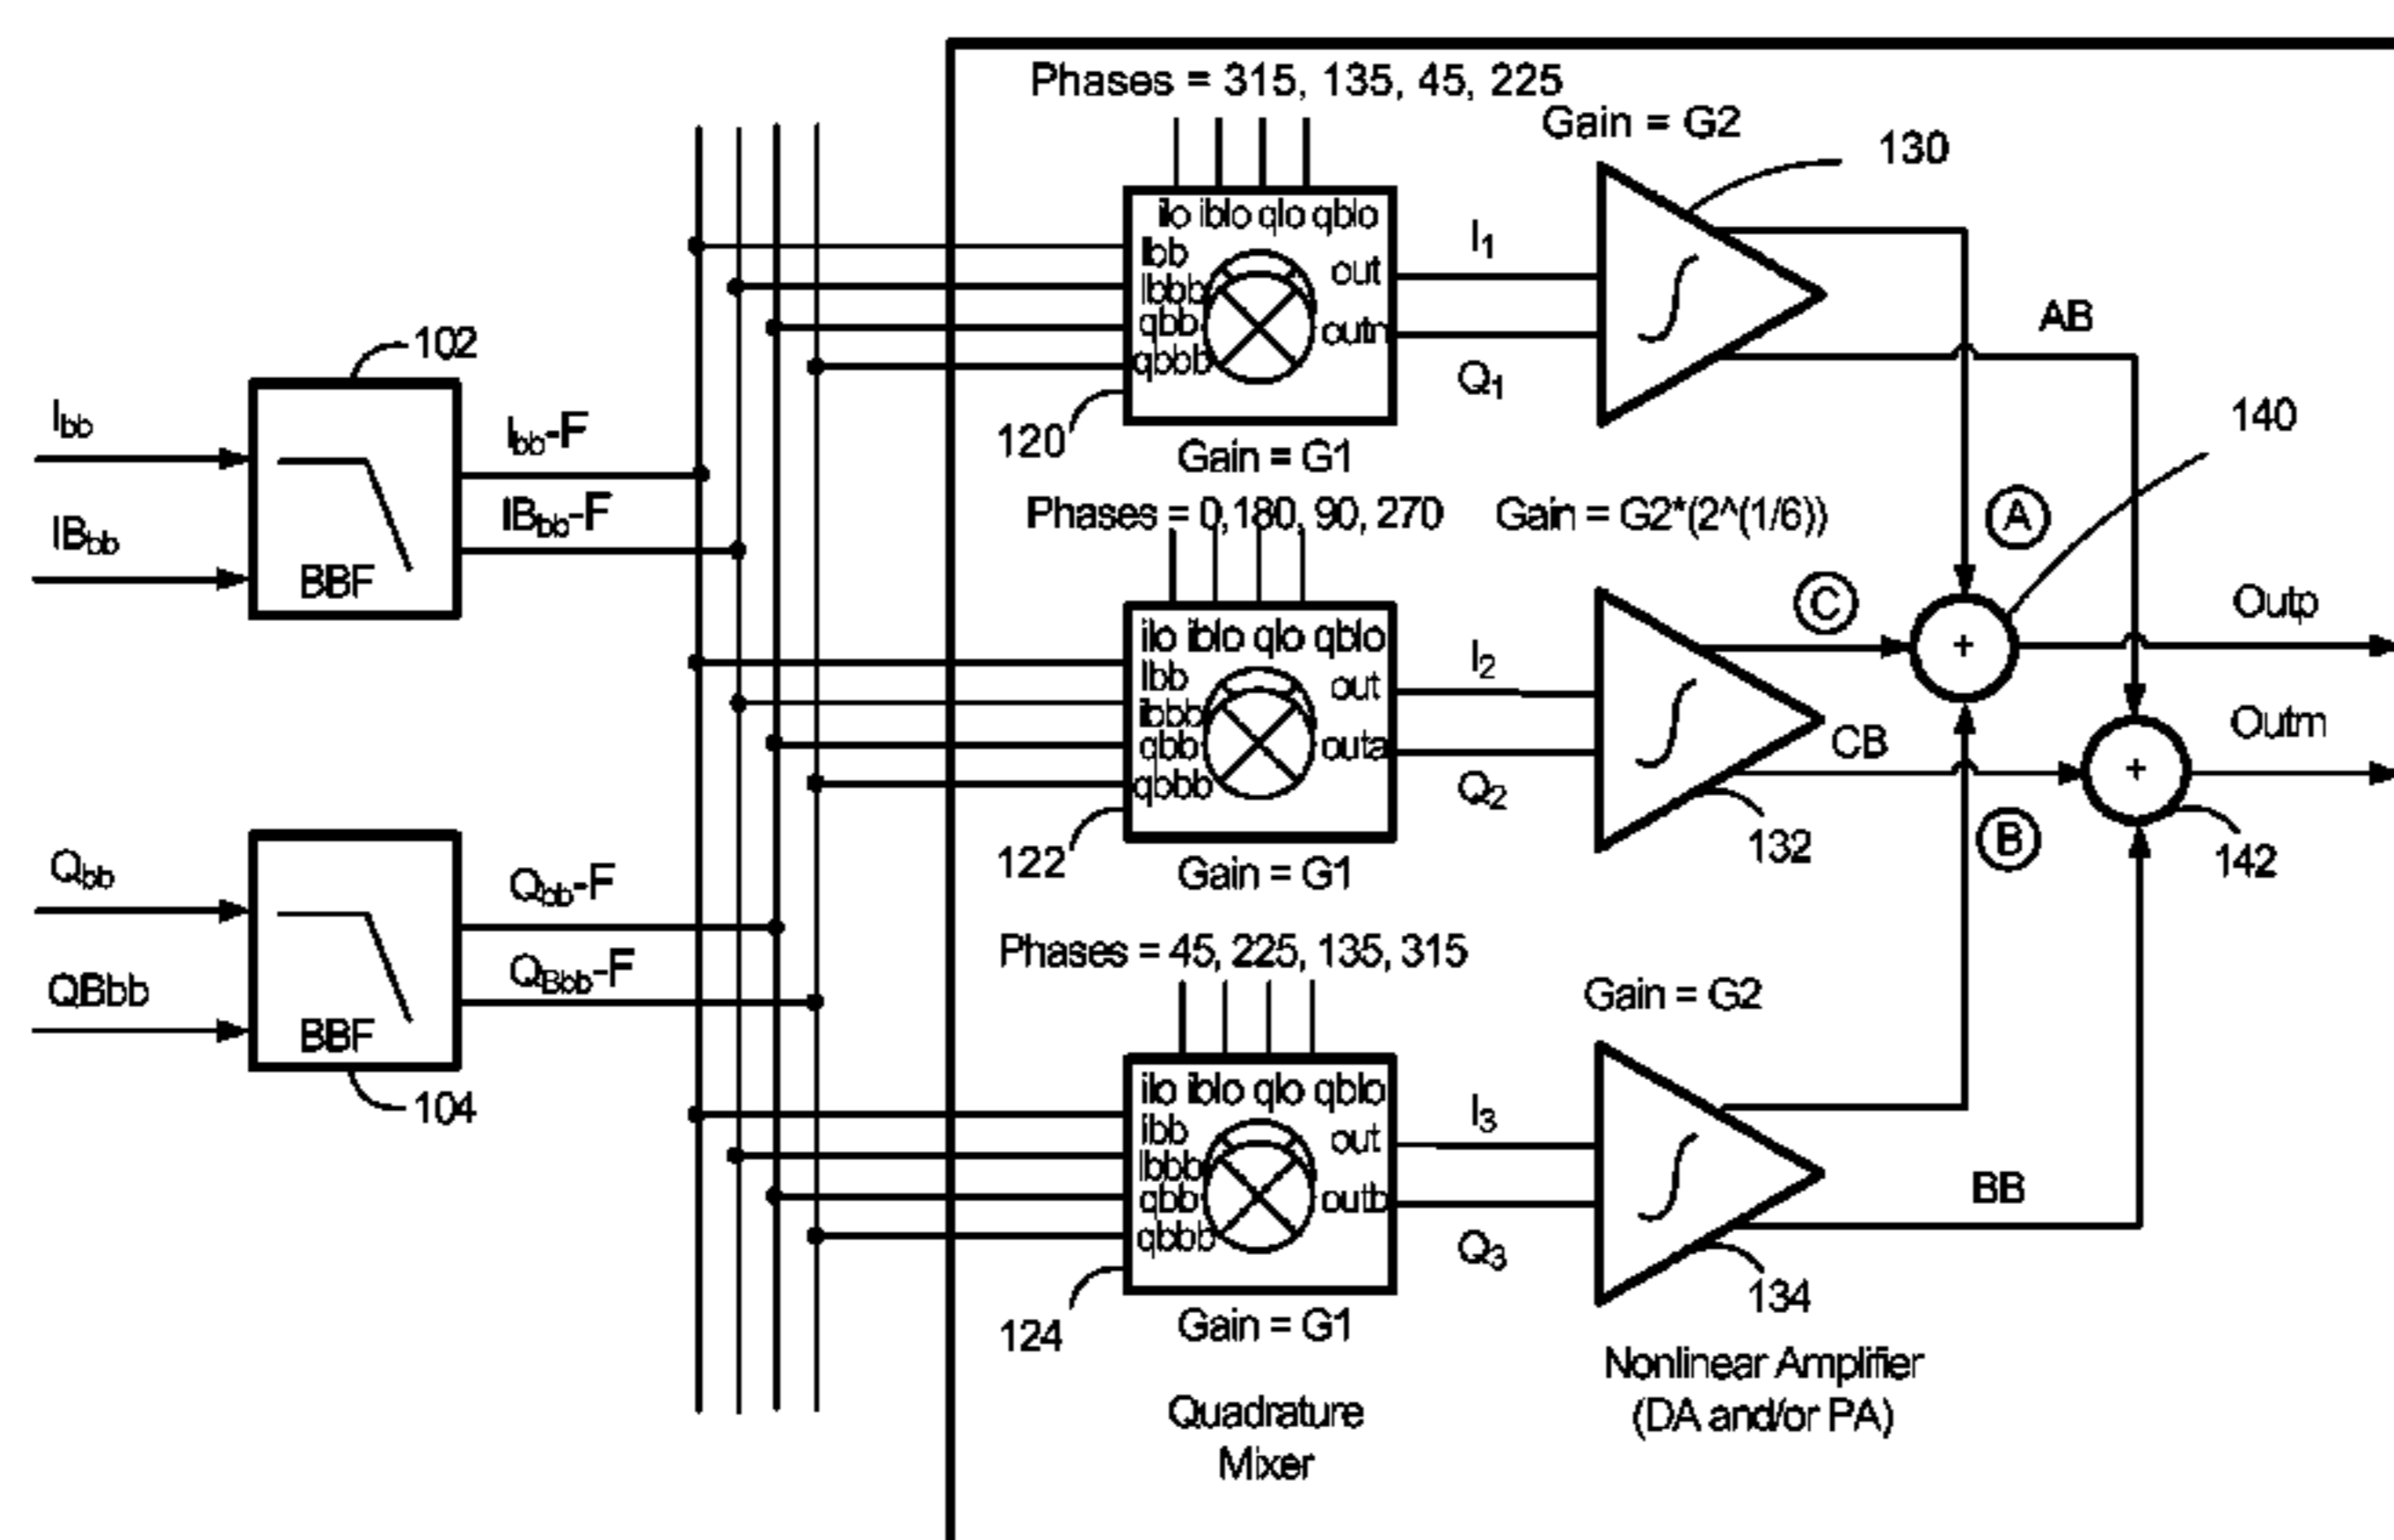 Phases = 315, 135, 45, 225
Gain = G2
130
ilo iblo qlo qblo
Ibb
Ibbb
qbb
qbbb
out
outn
I1
Q1
AB
120
Gain = G1
140
102
Ibb
IBbb
BBF
Ibb-F
IBbb-F
Phases = 0,180, 90, 270
Gain = G2*(2^(1/6))
A
C
+
Outp
ilo iblo qlo qblo
Ibb
ibbb
qbb
qbbb
out
outa
I2
Q2
CB
+
Outm
132
B
142
122
Gain = G1
Qbb
QBbb
BBF
104
Qbb-F
QBbb-F
Phases = 45, 225, 135, 315
Gain = G2
ilo iblo qlo qblo
ibb
Ibbb
qbb
qbbb
out
outb
I3
Q3
BB
134
124
Gain = G1
Quadrature
Mixer
Nonlinear Amplifier
(DA and/or PA)